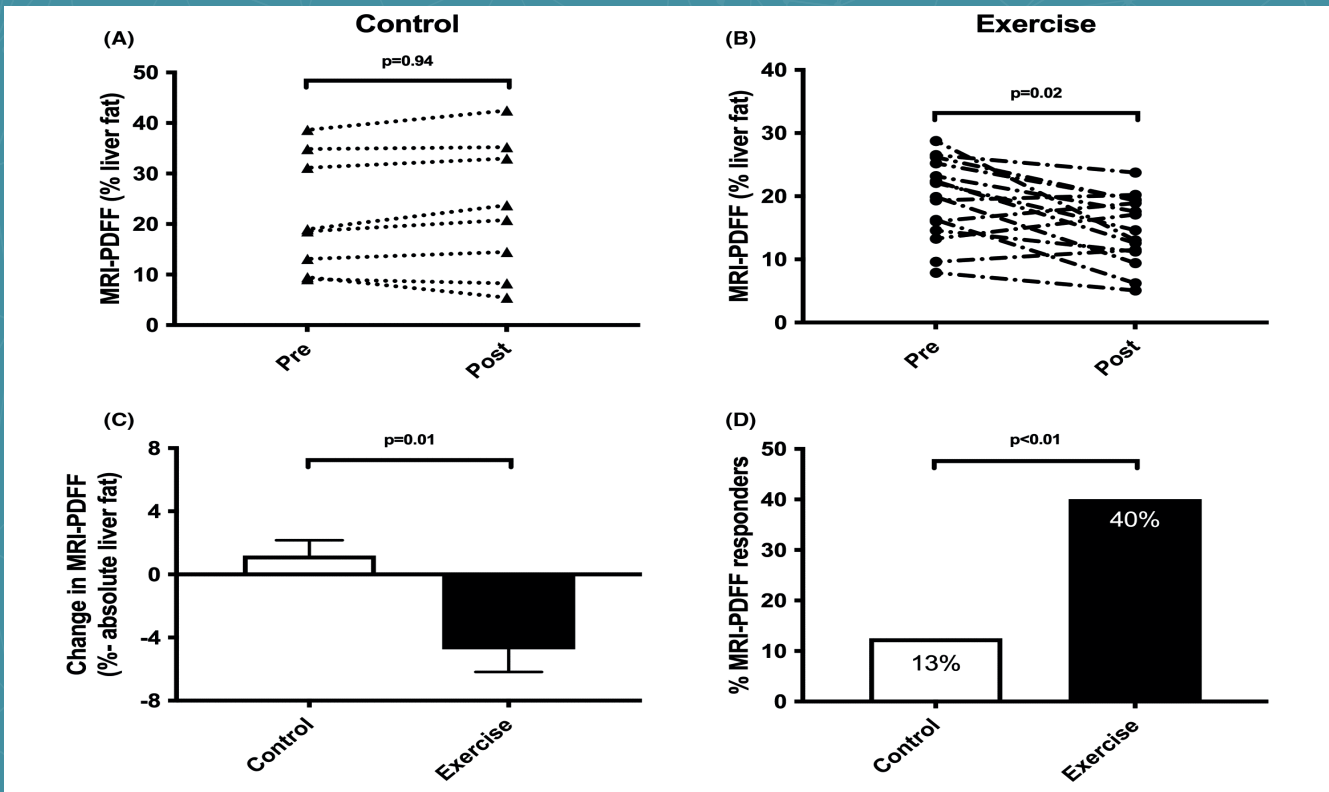 Control
(A)
p=0.94
MRI-PDFF (% liver fat)
50
40
30
20
10
0
Pre
Post
Exercise
(B)
p=0.02
MRI-PDFF (% liver fat)
40
30
20
10
0
Pre
Post
(C)
p=0.01
Change in MRI-PDFF
(%- absolute liver fat)
8
4
0
-4
-8
Control
Exercise
(D)
p<0.01
% MRI-PDFF responders
50
40
30
20
10
0
13%
40%
Control
Exercise